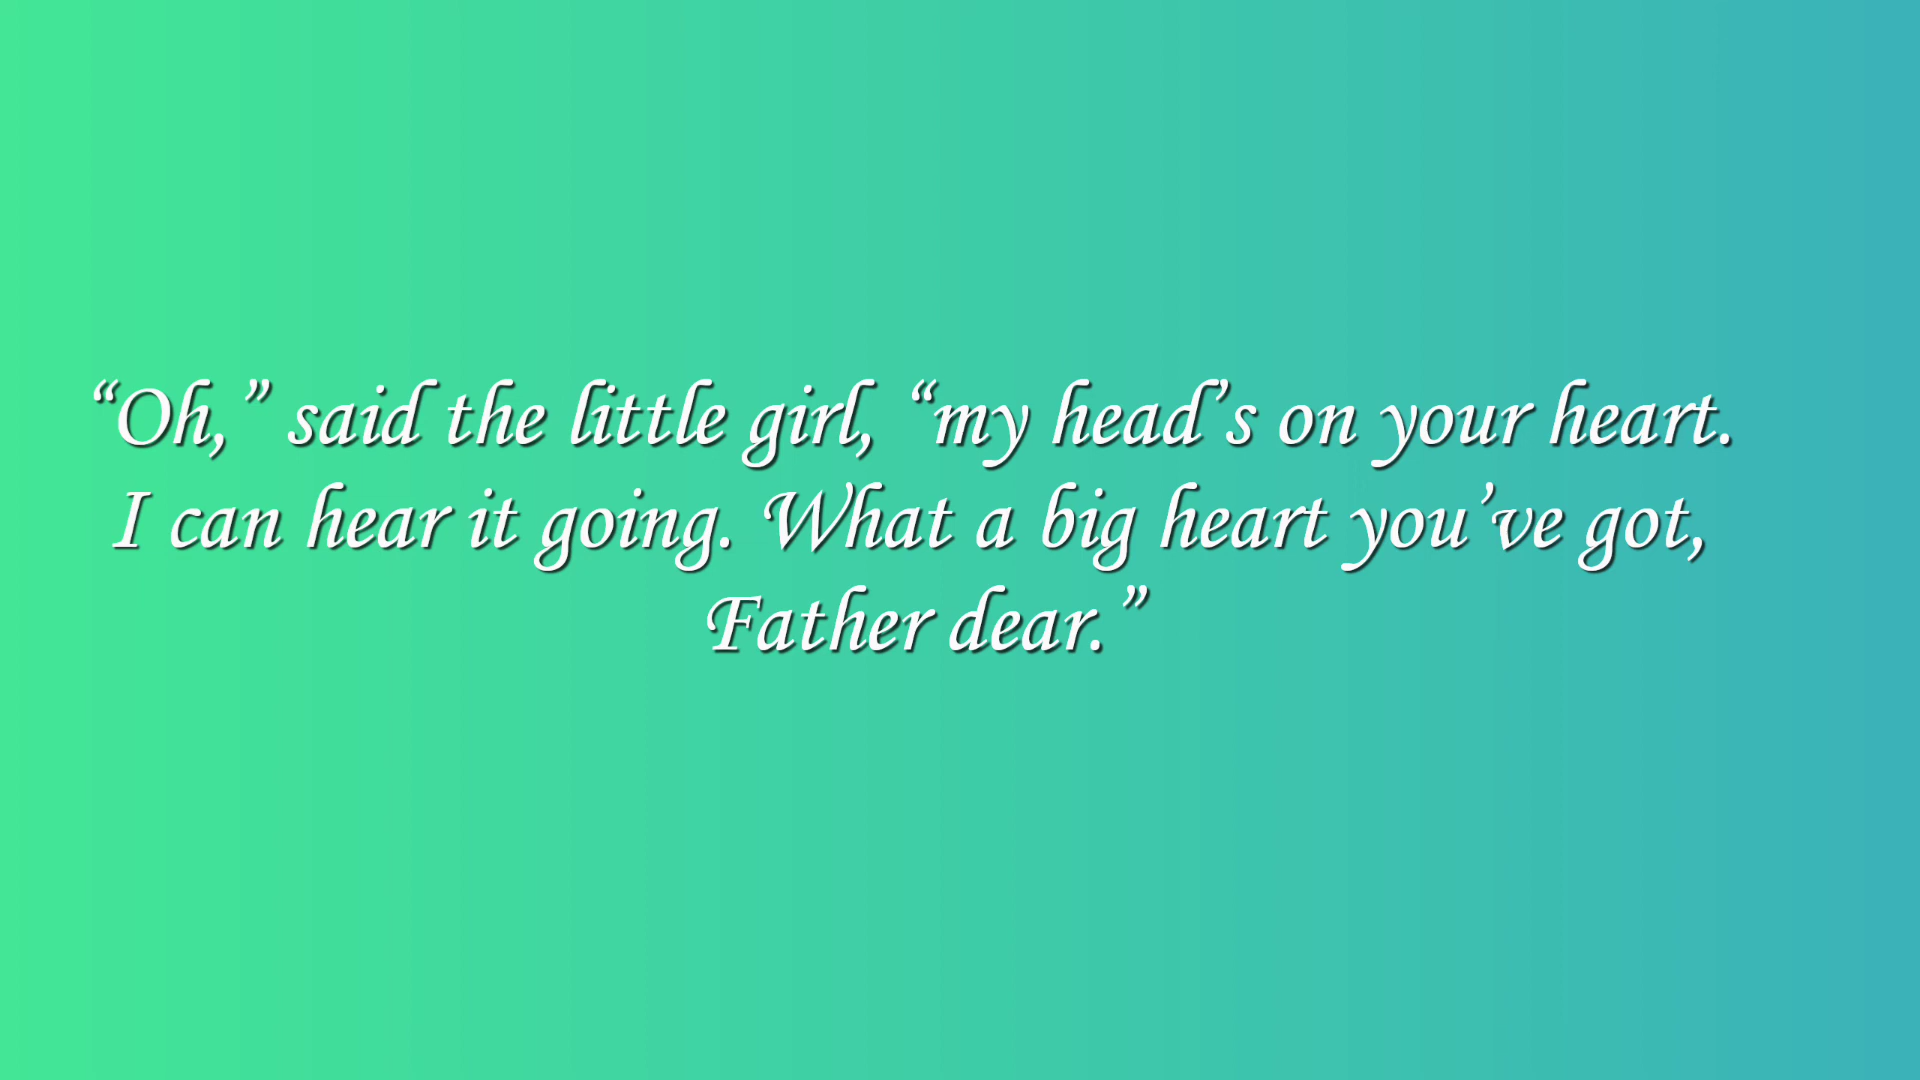 “Oh,” said the little girl, “my head’s on your heart.
I can hear it going. What a big heart you’ve got,
Father dear.”